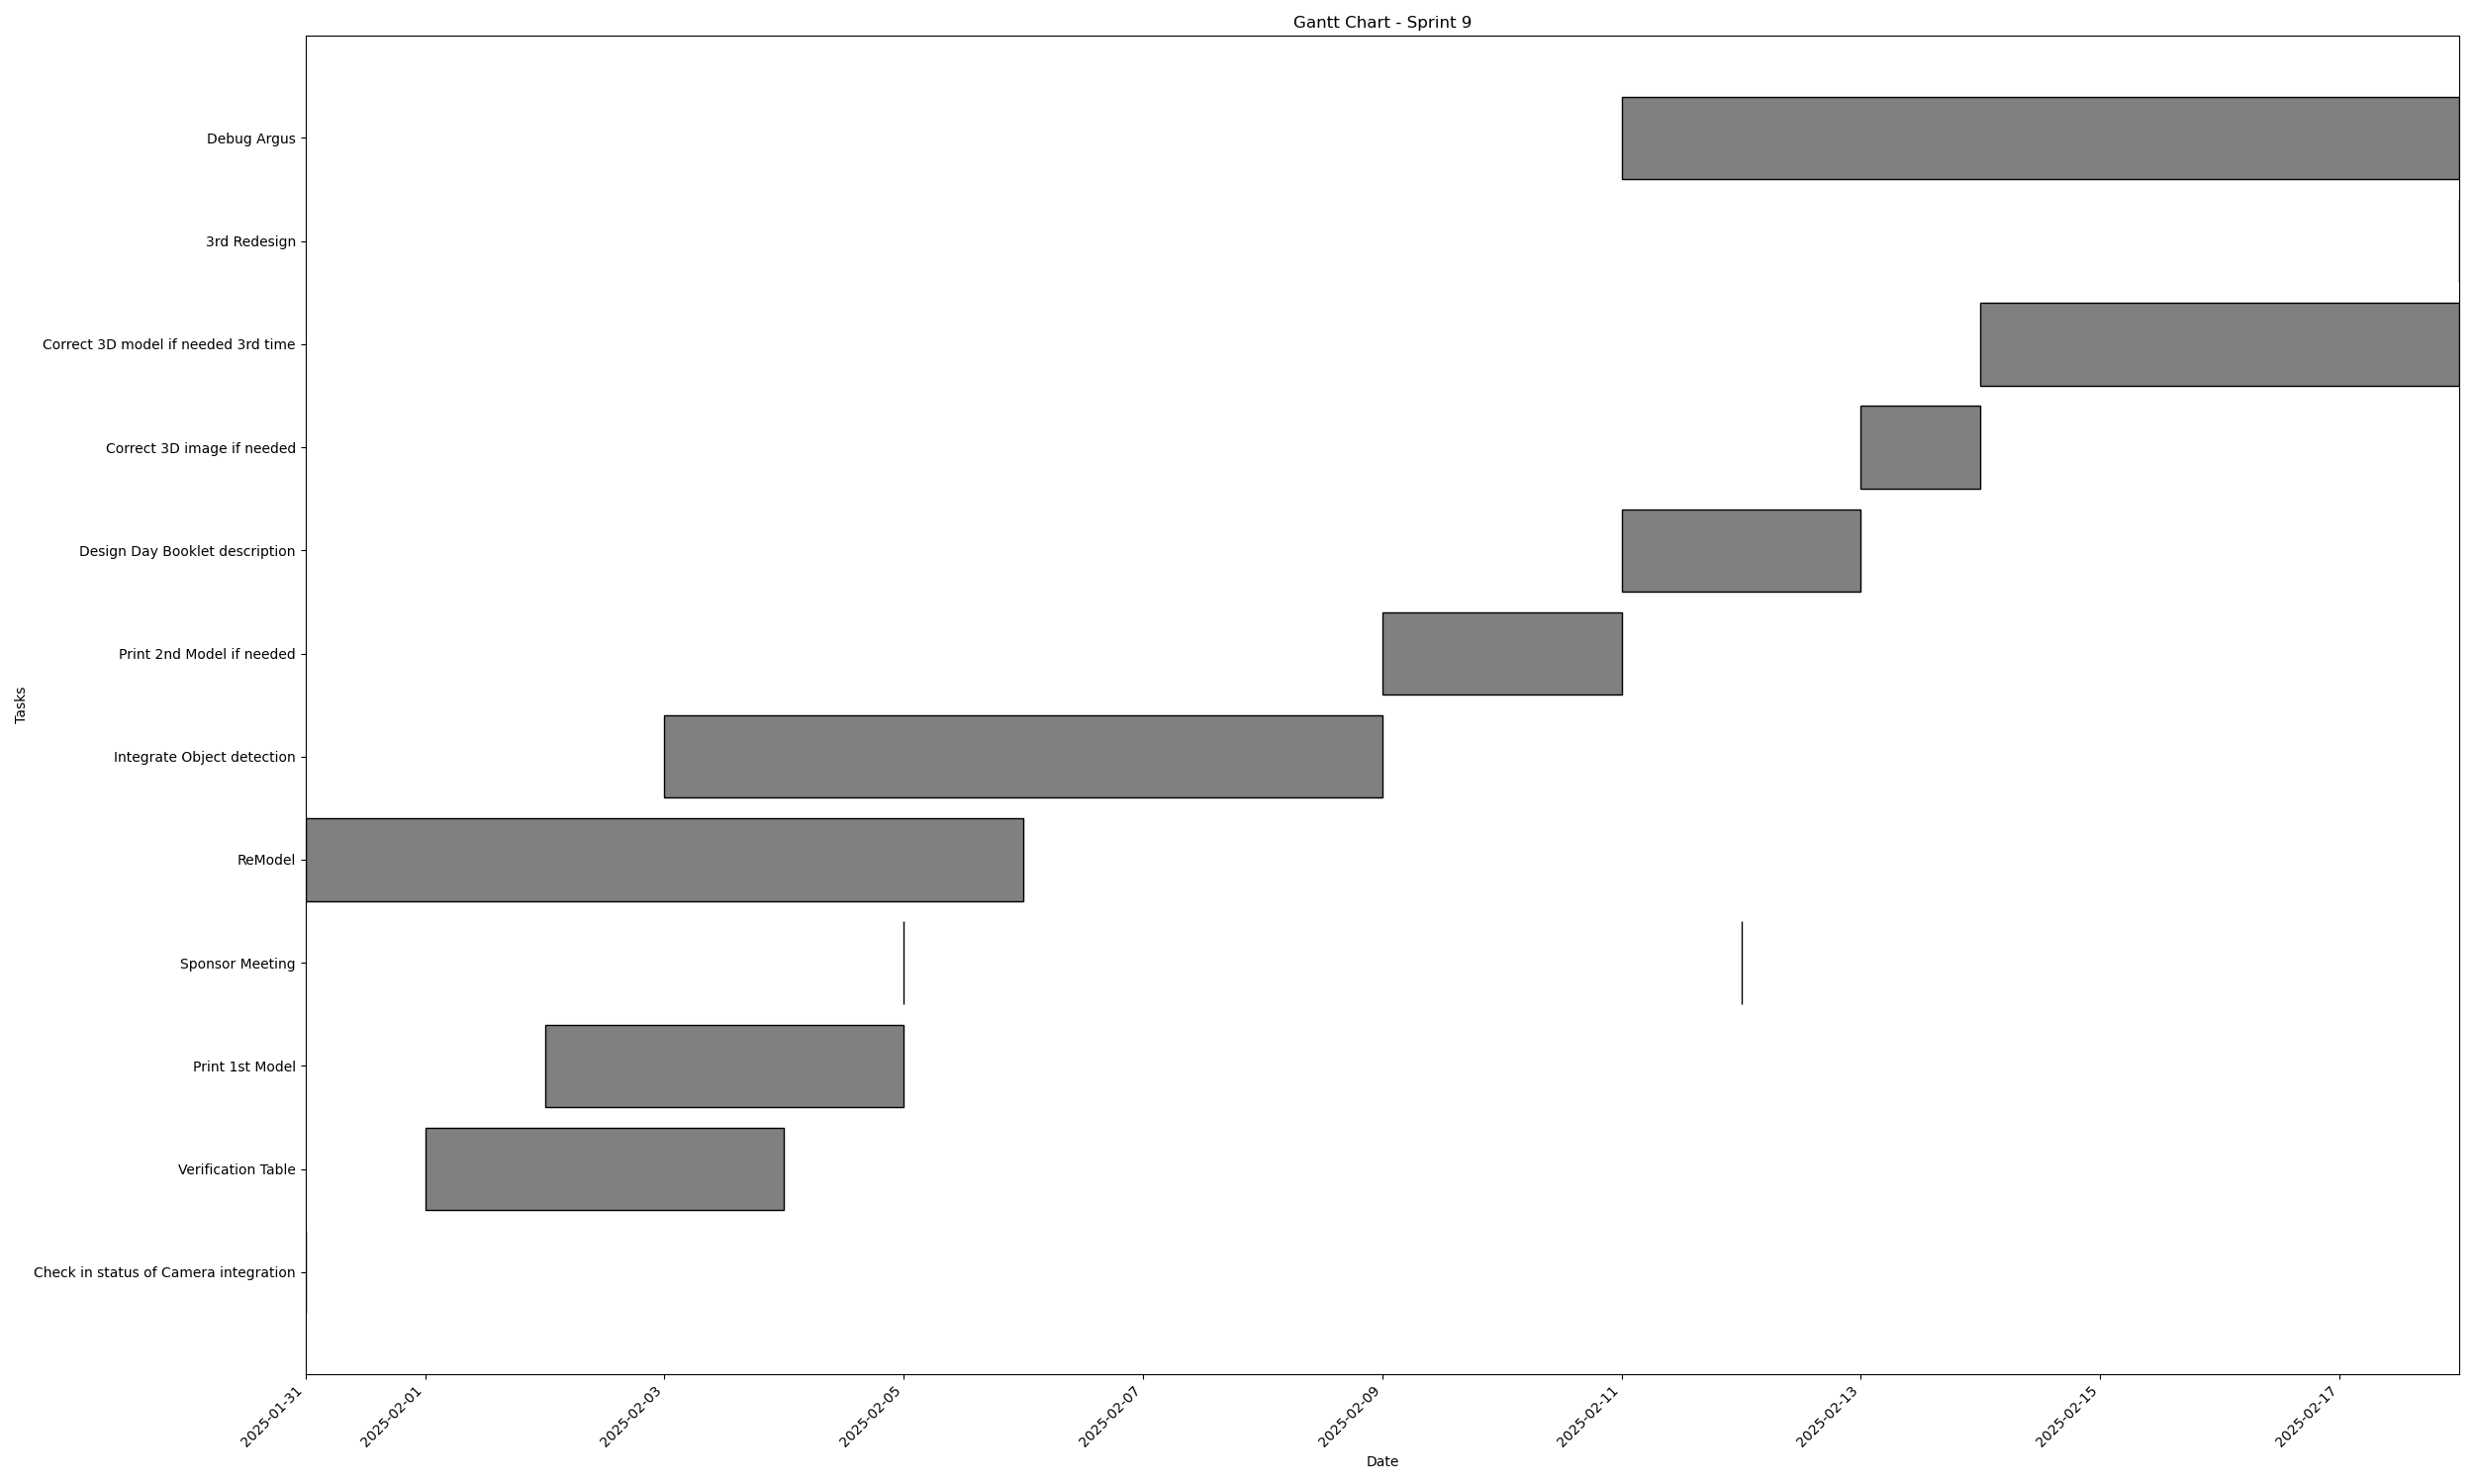 Gantt Chart - Sprint 9
Debug Argus
3rd Redesign
Correct 3D model if needed 3rd time
Correct 3D image if needed
Design Day Booklet description
Print 2nd Model if needed
Integrate Object detection
ReModel
Sponsor Meeting
Print 1st Model
Verification Table
Check in status of Camera integration
Tasks
2025-01-31
2025-02-01
2025-02-03
2025-02-05
2025-02-07
2025-02-09
2025-02-11
2025-02-13
2025-02-15
2025-02-17
Date